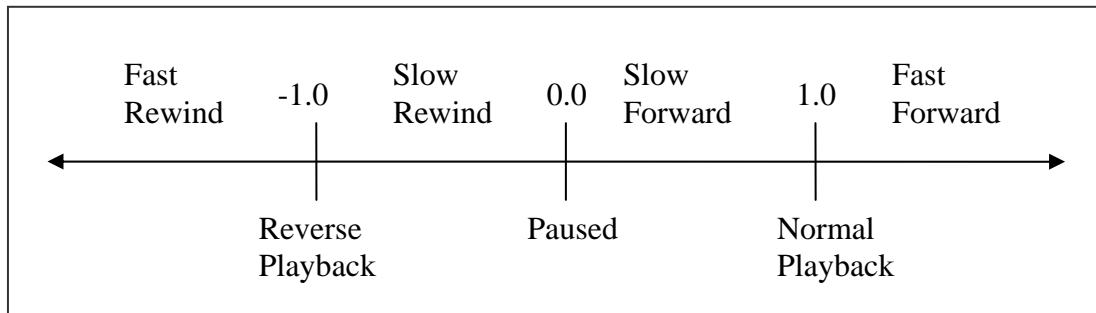 Fast
Rewind
-1.0
Slow
Rewind
0.0
Slow
Forward
1.0
Fast
Forward
Reverse
Playback
Paused
Normal
Playback